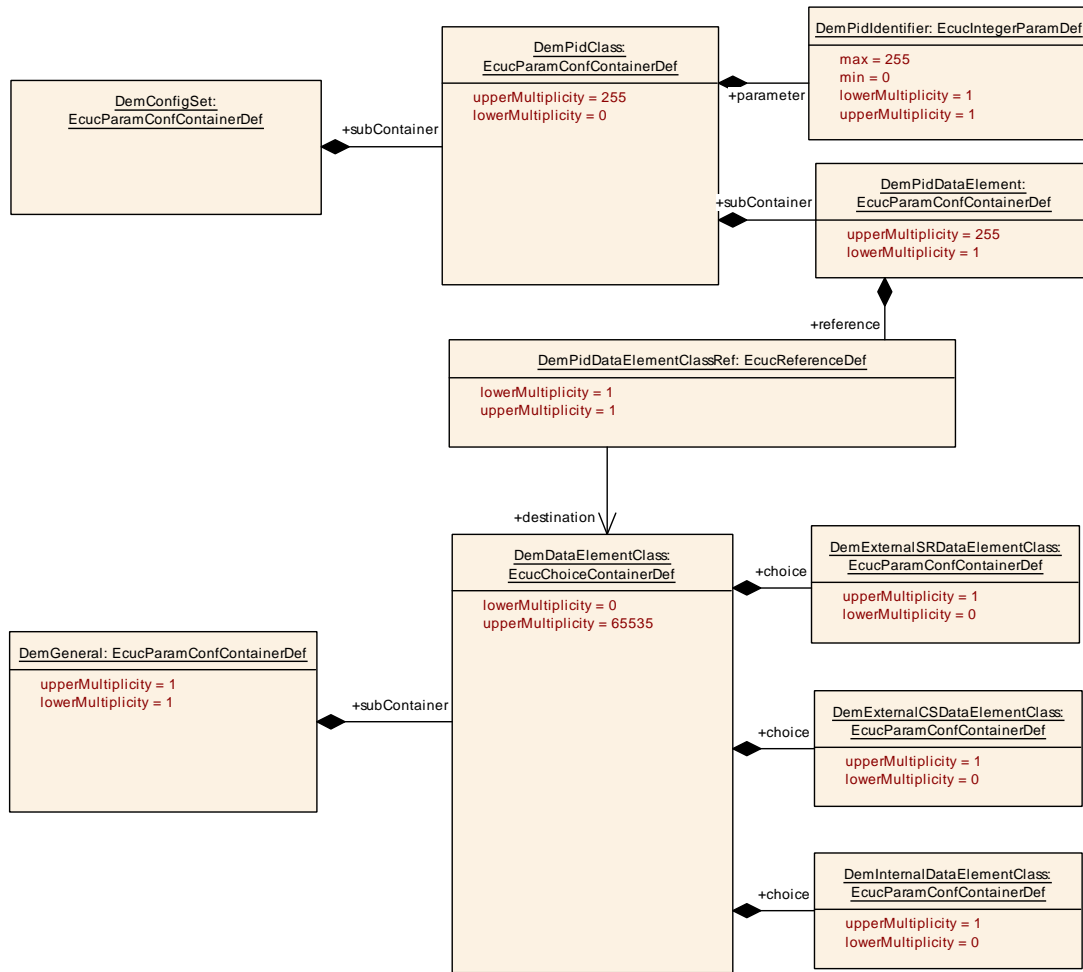 DemPidIdentifier: EcucIntegerParamDef
max = 255
min = 0
lowerMultiplicity = 1
upperMultiplicity = 1
DemPidClass:
EcucParamConfContainerDef
upperMultiplicity = 255
lowerMultiplicity = 0
+parameter
DemConfigSet:
EcucParamConfContainerDef
+subContainer
DemPidDataElement:
EcucParamConfContainerDef
upperMultiplicity = 255
lowerMultiplicity = 1
+subContainer
+reference
DemPidDataElementClassRef: EcucReferenceDef
lowerMultiplicity = 1
upperMultiplicity = 1
+destination
DemDataElementClass:
EcucChoiceContainerDef
lowerMultiplicity = 0
upperMultiplicity = 65535
+choice
DemExternalSRDataElementClass:
EcucParamConfContainerDef
upperMultiplicity = 1
lowerMultiplicity = 0
DemGeneral: EcucParamConfContainerDef
upperMultiplicity = 1
lowerMultiplicity = 1
+subContainer
+choice
DemExternalCSDataElementClass:
EcucParamConfContainerDef
upperMultiplicity = 1
lowerMultiplicity = 0
+choice
DemInternalDataElementClass:
EcucParamConfContainerDef
upperMultiplicity = 1
lowerMultiplicity = 0